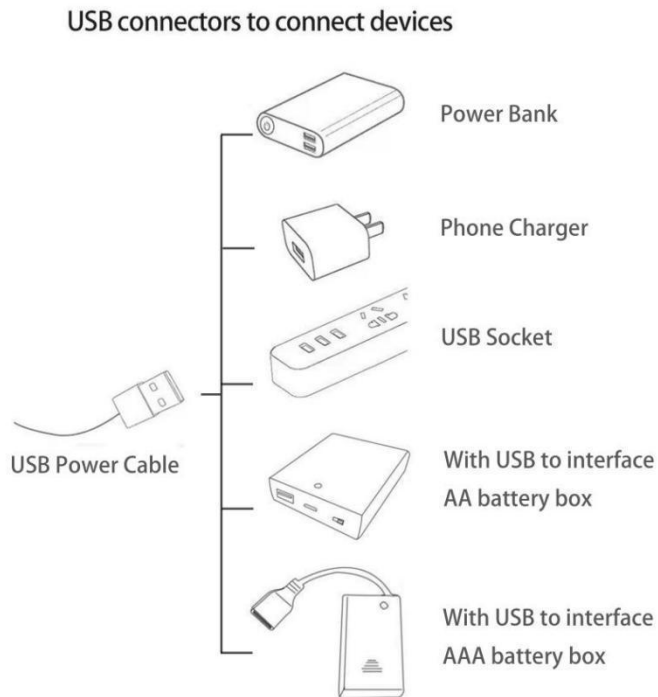 USB connectors to connect devices
Power Bank
Phone Charger
USB Socket
USB Power Cable
With USB to interface
AA battery box
With USB to interface
AAA battery box